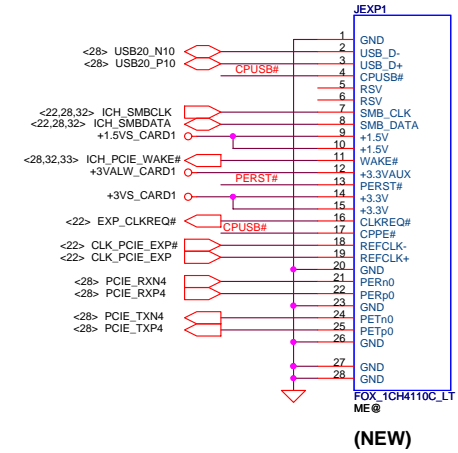 JEXP1
1 GND
<28> USB20_N10 2 USB_D-
<28> USB20_P10 3 USB_D+
CPUSB# 4 CPUSB#
5 RSV
6 RSV
<22,28,32> ICH_SMBCLK 7 SMB_CLK
<22,28,32> ICH_SMBDATA 8 SMB_DATA
+1.5VS_CARD1 9 +1.5V
10 +1.5V
<28,32,33> ICH_PCIE_WAKE# 11 WAKE#
+3VALW_CARD1 12 +3.3VAUX
PERST# 13 PERST#
+3VS_CARD1 14 +3.3V
15 +3.3V
<22> EXP_CLKREQ# 16 CLKREQ#
CPUSB# 17 CPPE#
<22> CLK_PCIE_EXP# 18 REFCLK-
<22> CLK_PCIE_EXP 19 REFCLK+
20 GND
<28> PCIE_RXN4 21 PERn0
<28> PCIE_RXP4 22 PERp0
23 GND
<28> PCIE_TXN4 24 PETn0
<28> PCIE_TXP4 25 PETp0
26 GND
27 GND
28 GND
FOX_1CH4110C_LT
ME@
(NEW)